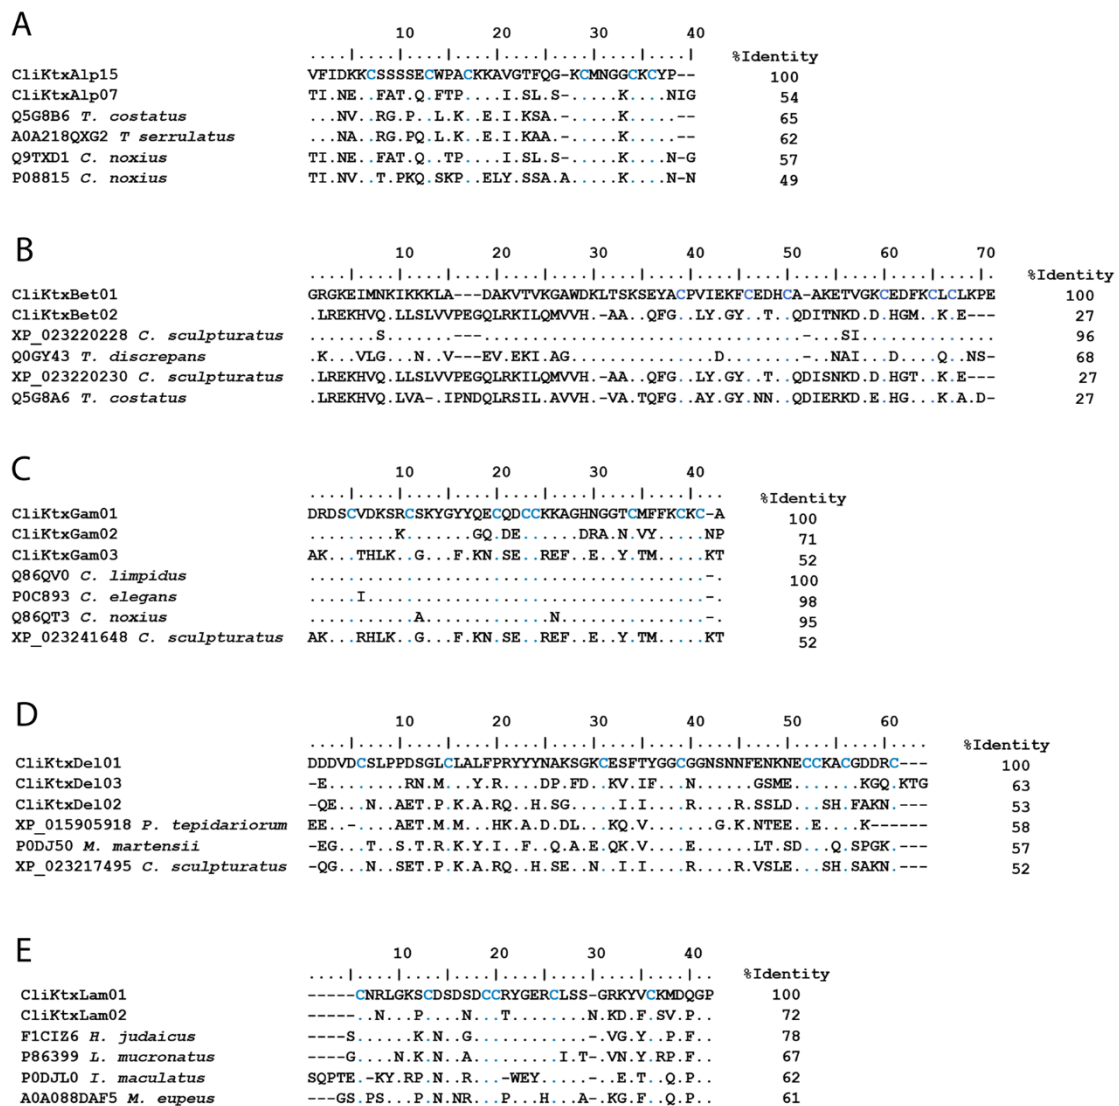 A
10 20 30 40
....|....|....|....|....|....|....|....| %Identity
CliKtxAlp15 VFIDKKCSSSSECWPACKKAVGTFQG-KCMNGGCKCYP-- 100
CliKtxAlp07 TI.NE..FAT.Q.FTP....I.SL.S-.....K....NIG 54
Q5G8B6 T. costatus ...NV..RG.P..L.K..E.I.KSA-.....K....-- 65
A0A218QXG2 T serrulatus ...NA..RG.PQ.L.K..E.I.KAA-.....K....-- 62
Q9TXD1 C. noxius TI.NE..FAT.Q..TP....I.SL.S-.....K....N-G 57
P08815 C. noxius TI.NV..T.PKQ.SKP..ELY.SSA.A.....K....N-N 49
B
10 20 30 40 50 60 70
....|....|....|....|....|....|....|....|....|....|....|....|....|....|. %Identity
CliKtxBet01 GRGKEIMNKIKKKLA---DAKVTVKGAWDKLTSKSEYACPVIEKFCEDHCA-AKETVGKCEDFKCLCLKPE 100
CliKtxBet02 .LREKHVQ.LLSLVVPEGQLRKILQMVVH.-AA..QFG..LY.GY..T..QDITNKD.D.HGM..K.E--- 27
XP_023220228 C. sculpturatus .......S.......---.................................-...SI.............. 96
Q0GY43 T. discrepans .K...VLG...N..V---EV.EKI.AG...............D........-..NAI...D....Q..NS- 68
XP_023220230 C. sculpturatus .LREKHVQ.LLSLVVPEGQLRKILQMVVH.-AA..QFG..LY.GY..T..QDISNKD.D.HGT..K.E--- 27
Q5G8A6 T. costatus .LREKHVQ.LVA-.IPNDQLRSIL.AVVH.-VA.TQFG..AY.GY.NN..QDIERKD.E.HG...K.A.D- 27
C
10 20 30 40
....|....|....|....|....|....|....|....|... %Identity
CliKtxGam01 DRDSCVDKSRCSKYGYYQECQDCCKKAGHNGGTCMFFKCKC-A 100
CliKtxGam02 .........K.......GQ.DE......DRA.N.VY.....NP 71
CliKtxGam03 AK...THLK..G...F.KN.SE..REF..E..Y.TM.....KT 52
Q86QV0 C. limpidus .........................................-. 100
P0C893 C. elegans .....I...................................-. 98
Q86QT3 C. noxius ...........A.............N...............-. 95
XP_023241648 C. sculpturatus AK...RHLK..G...F.KN.SE..REF..E..Y.TM.....KT 52
D
10 20 30 40 50 60
....|....|....|....|....|....|....|....|....|....|....|....|.... %Identity
CliKtxDel01 DDDVDCSLPPDSGLCLALFPRYYYNAKSGKCESFTYGGCGGNSNNFENKNECCKACGDDRC--- 100
CliKtxDel03 -E........RN.M...Y.R....DP.FD..KV.IF...N......GSME.......KGQ.KTG 63
CliKtxDel02 -QE...N..AET.P.K.A.RQ..H.SG.....I.I....R....R.SSLD...SH.FAKN.--- 53
XP_015905918 P. tepidariorum EE..-....AET.M.M...HK.A.D.DL...KQ.V.......G.K.NTEE..E....K------ 58
P0DJ50 M. martensii -EG...T..S.T.R.K.Y.I..F..Q.A.E.QK.V....E......LT.SD....Q.SPGK.--- 57
XP_023217495 C. sculpturatus -QG...N..SET.P.K.A.RQ..H.SE..N..I.I....R....R.VSLE...SH.SAKN.--- 52
E
10 20 30 40
....|....|....|....|....|....|....|....|.. %Identity
CliKtxLam01 -----CNRLGKSCDSDSDCCRYGERCLSS-GRKYVCKMDQGP 100
CliKtxLam02 ..N...P....N...T........N.KD.F.SV.P.. 72
F1CIZ6 H. judaicus ----S......K.N..G..........-VG.Y..P.F.. 78
P86399 L. mucronatus ----G....N.K.N..A.........I.T-VN.Y.RP.F.. 67
P0DJL0 I. maculatus SQPTE.-KY.RP.N..R...-WEY.....-..E.T..Q.P.. 62
A0A088DAF5 M. eupeus ---GS.PS...P.NR...P...H...A-.KG.F..QP.. 61